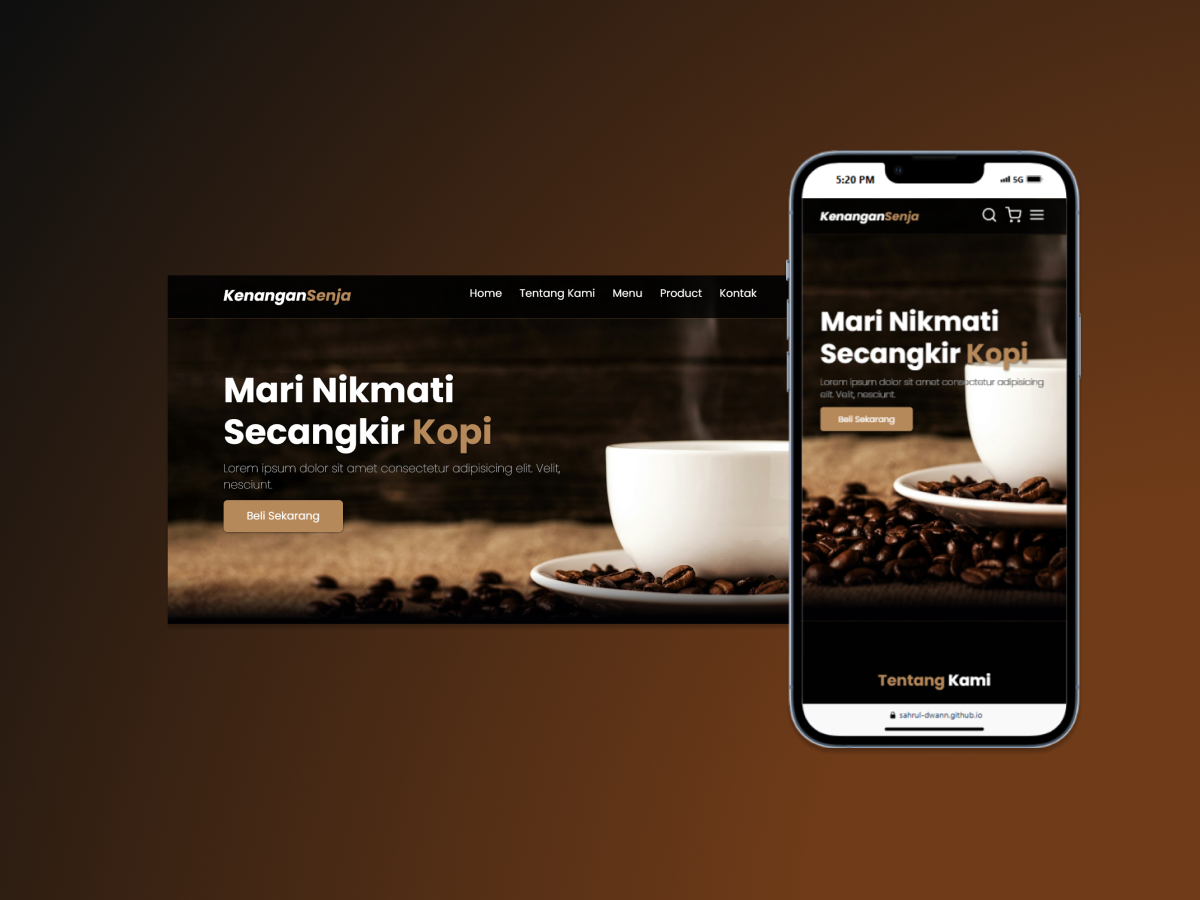 KenanganSenja
Home Tentang Kami Menu Product Kontak
Mari Nikmati
Secangkir Kopi
Lorem ipsum dolor sit amet consectetur adipisicing elit. Velit,
nesciunt.
Beli Sekarang
5:20 PM
5G
KenanganSenja
Mari Nikmati
Secangkir Kopi
Lorem ipsum dolor sit amet consectetur adipisicing
elit. Velit, nesciunt.
Beli Sekarang
Tentang Kami
sahrul-dwann.github.io